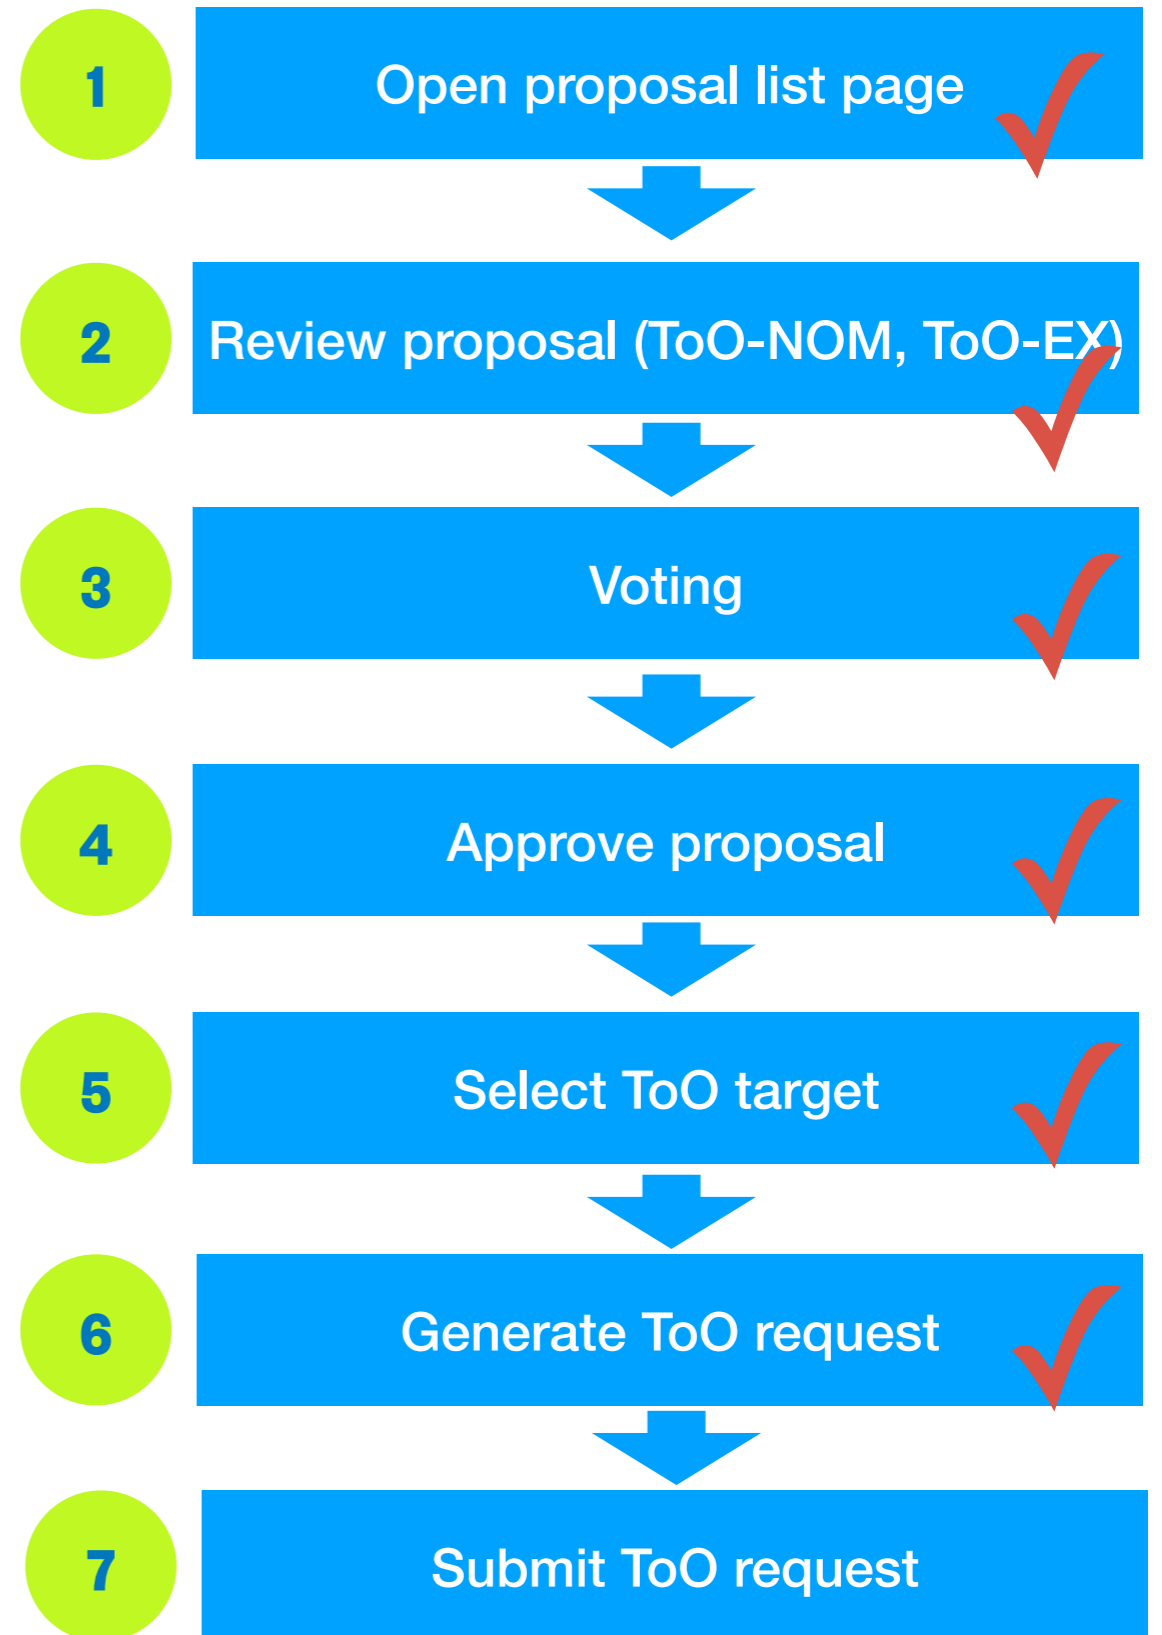 1
Open proposal list page
2
Review proposal (ToO-NOM, ToO-EX)
3
Voting
4
Approve proposal
5
Select ToO target
6
Generate ToO request
7
Submit ToO request